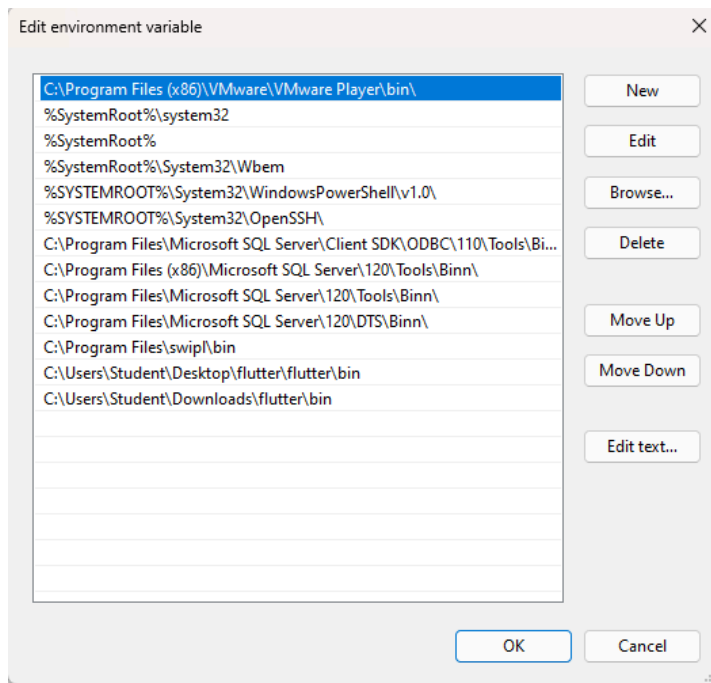 Edit environment variable
C:\Program Files (x86)\VMware\VMware Player\bin\
%SystemRoot%\system32
%SystemRoot%
%SystemRoot%\System32\Wbem
%SYSTEMROOT%\System32\WindowsPowerShell\v1.0\
%SYSTEMROOT%\System32\OpenSSH\
C:\Program Files\Microsoft SQL Server\Client SDK\ODBC\110\Tools\Bi...
C:\Program Files (x86)\Microsoft SQL Server\120\Tools\Binn\
C:\Program Files\Microsoft SQL Server\120\Tools\Binn\
C:\Program Files\Microsoft SQL Server\120\DTS\Binn\
C:\Program Files\swipl\bin
C:\Users\Student\Desktop\flutter\flutter\bin
C:\Users\Student\Downloads\flutter\bin
New
Edit
Browse...
Delete
Move Up
Move Down
Edit text...
OK
Cancel